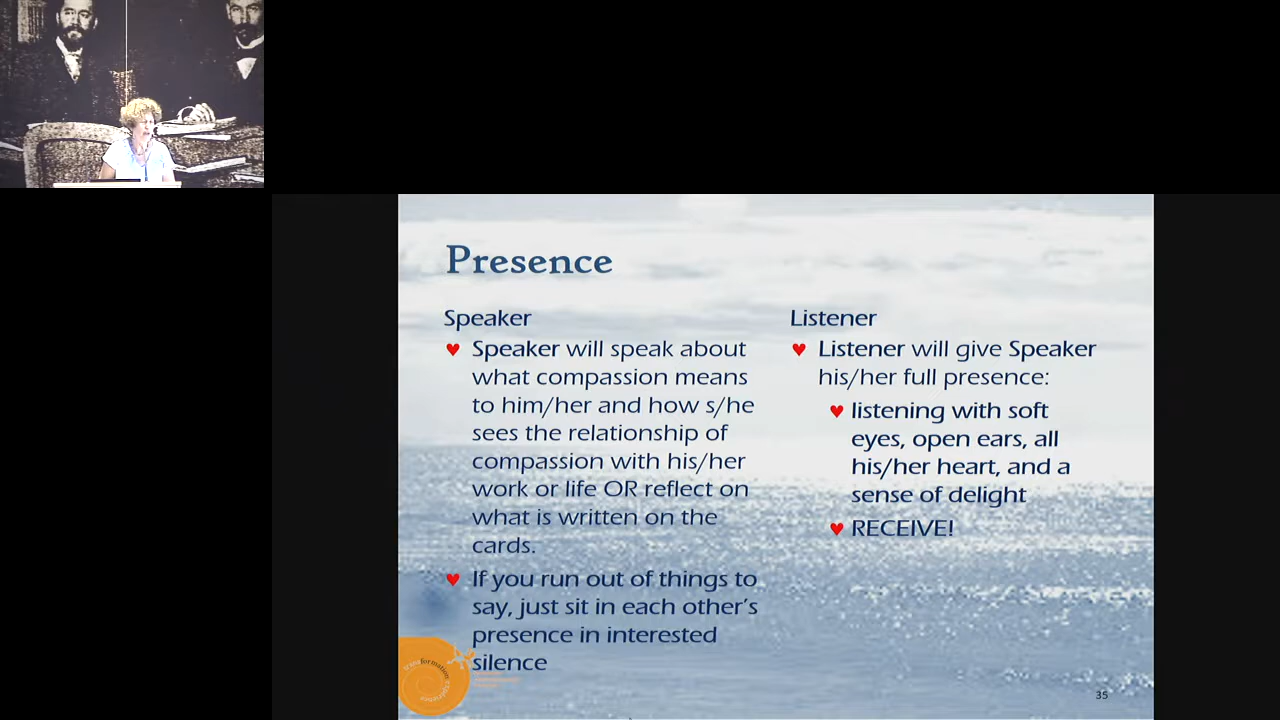 Presence
Speaker
Speaker will speak about
what compassion means
to him/her and how s/he
sees the relationship of
compassion with his/her
work or life OR reflect on
what is written on the
cards.
If you run out of things to
say, just sit in each other's
presence in interested
silence
Listener
Listener will give Speaker
his/her full presence:
listening with soft
eyes, open ears, all
his/her heart, and a
sense of delight
RECEIVE!
transformation
experience
35